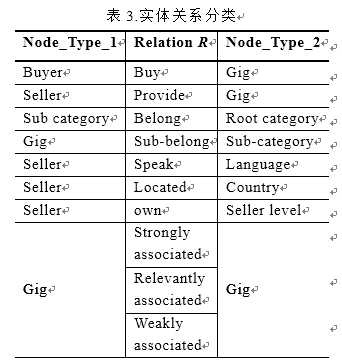 表 3.实体关系分类
Node_Type_1 Relation R Node_Type_2
Buyer Buy Gig
Seller Provide Gig
Sub category Belong Root category
Gig Sub-belong Sub-category
Seller Speak Language
Seller Located Country
Seller own Seller level
Gig Strongly associated Gig
Relevantly associated
Weakly associated